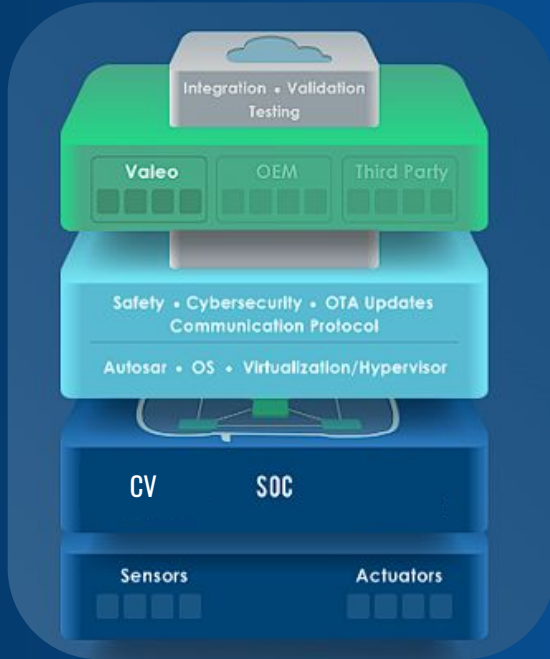 Integration • Validation
Testing
Valeo OEM Third Party
Safety • Cybersecurity • OTA Updates
Communication Protocol
Autosar • OS • Virtualization/Hypervisor
CV SOC
Sensors Actuators